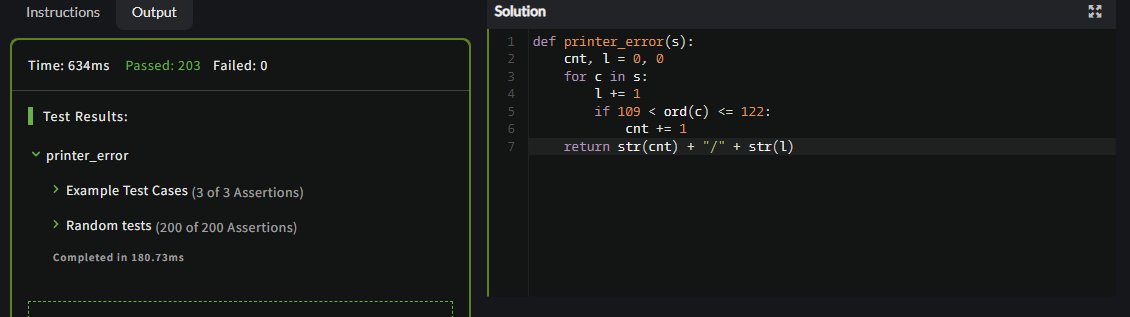 Instructions
Output
Time: 634ms Passed: 203 Failed: 0
Test Results:
printer_error
Example Test Cases (3 of 3 Assertions)
Random tests (200 of 200 Assertions)
Completed in 180.73ms
Solution
1 def printer_error(s):
2     cnt, l = 0, 0
3     for c in s:
4         l += 1
5         if 109 < ord(c) <= 122:
6             cnt += 1
7     return str(cnt) + "/" + str(l)